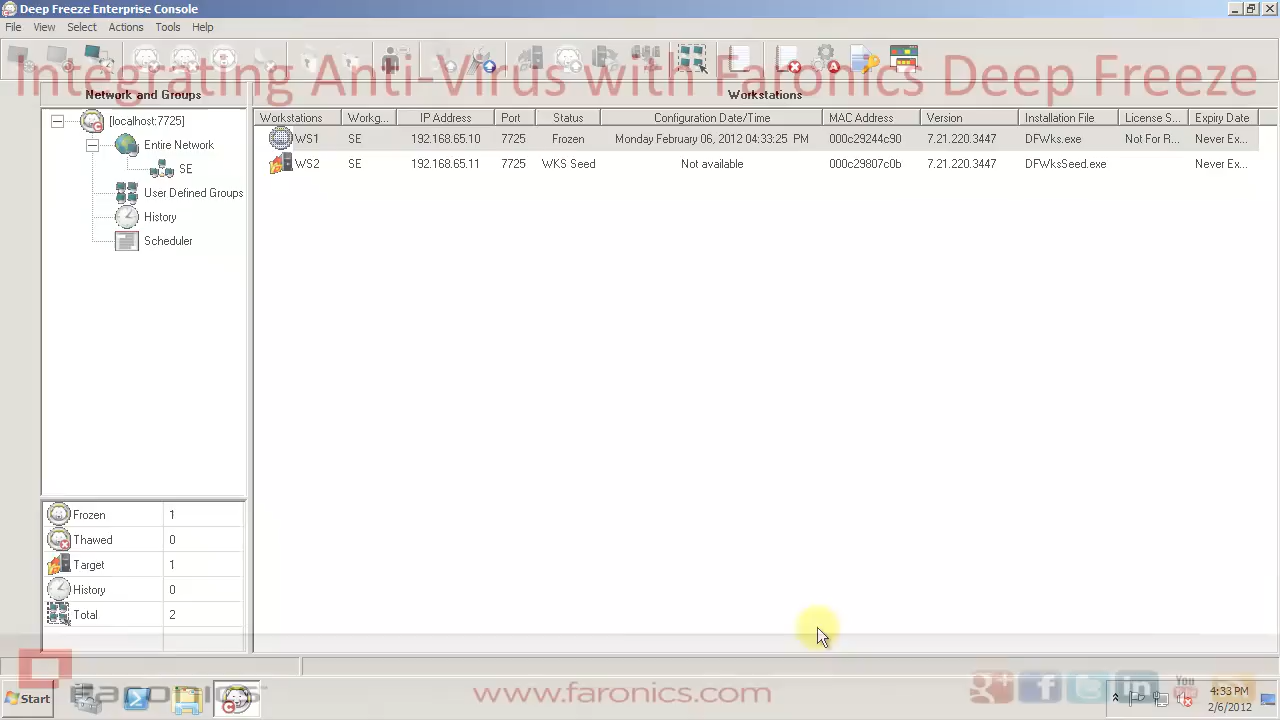 Deep Freeze Enterprise Console
File View Select Actions Tools Help
Integrating Anti-Virus with Faronics Deep Freeze
Network and Groups
Workstations
[localhost:7725]
Entire Network
SE
User Defined Groups
History
Scheduler
Workstations Workg... IP Address Port Status Configuration Date/Time MAC Address Version Installation File License S... Expiry Date
WS1 SE 192.168.65.10 7725 Frozen Monday February 06, 2012 04:33:25 PM 000c29244c90 7.21.220.3447 DFWks.exe Not For R... Never Ex...
WS2 SE 192.168.65.11 7725 WKS Seed Not available 000c29807c0b 7.21.220.3447 DFWksSeed.exe Never Ex...
Frozen 1
Thawed 0
Target 1
History 0
Total 2
Start
Faronics
www.faronics.com
You
4:33 PM
2/6/2012